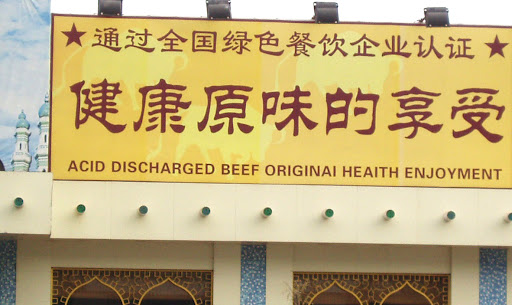 ★通过全国绿色餐饮企业认证★
健康原味的享受
ACID DISCHARGED BEEF ORIGINAI HEAITH ENJOYMENT